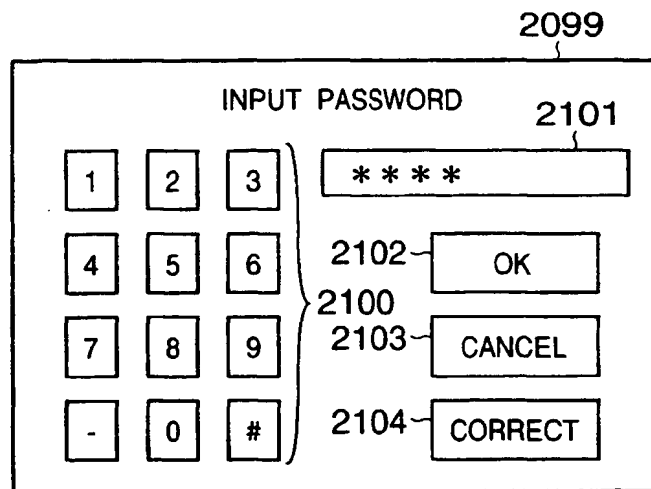 2099
INPUT PASSWORD
2101
1 2 3
* * * *
4 5 6
2102
OK
2100
7 8 9
2103
CANCEL
- 0 #
2104
CORRECT